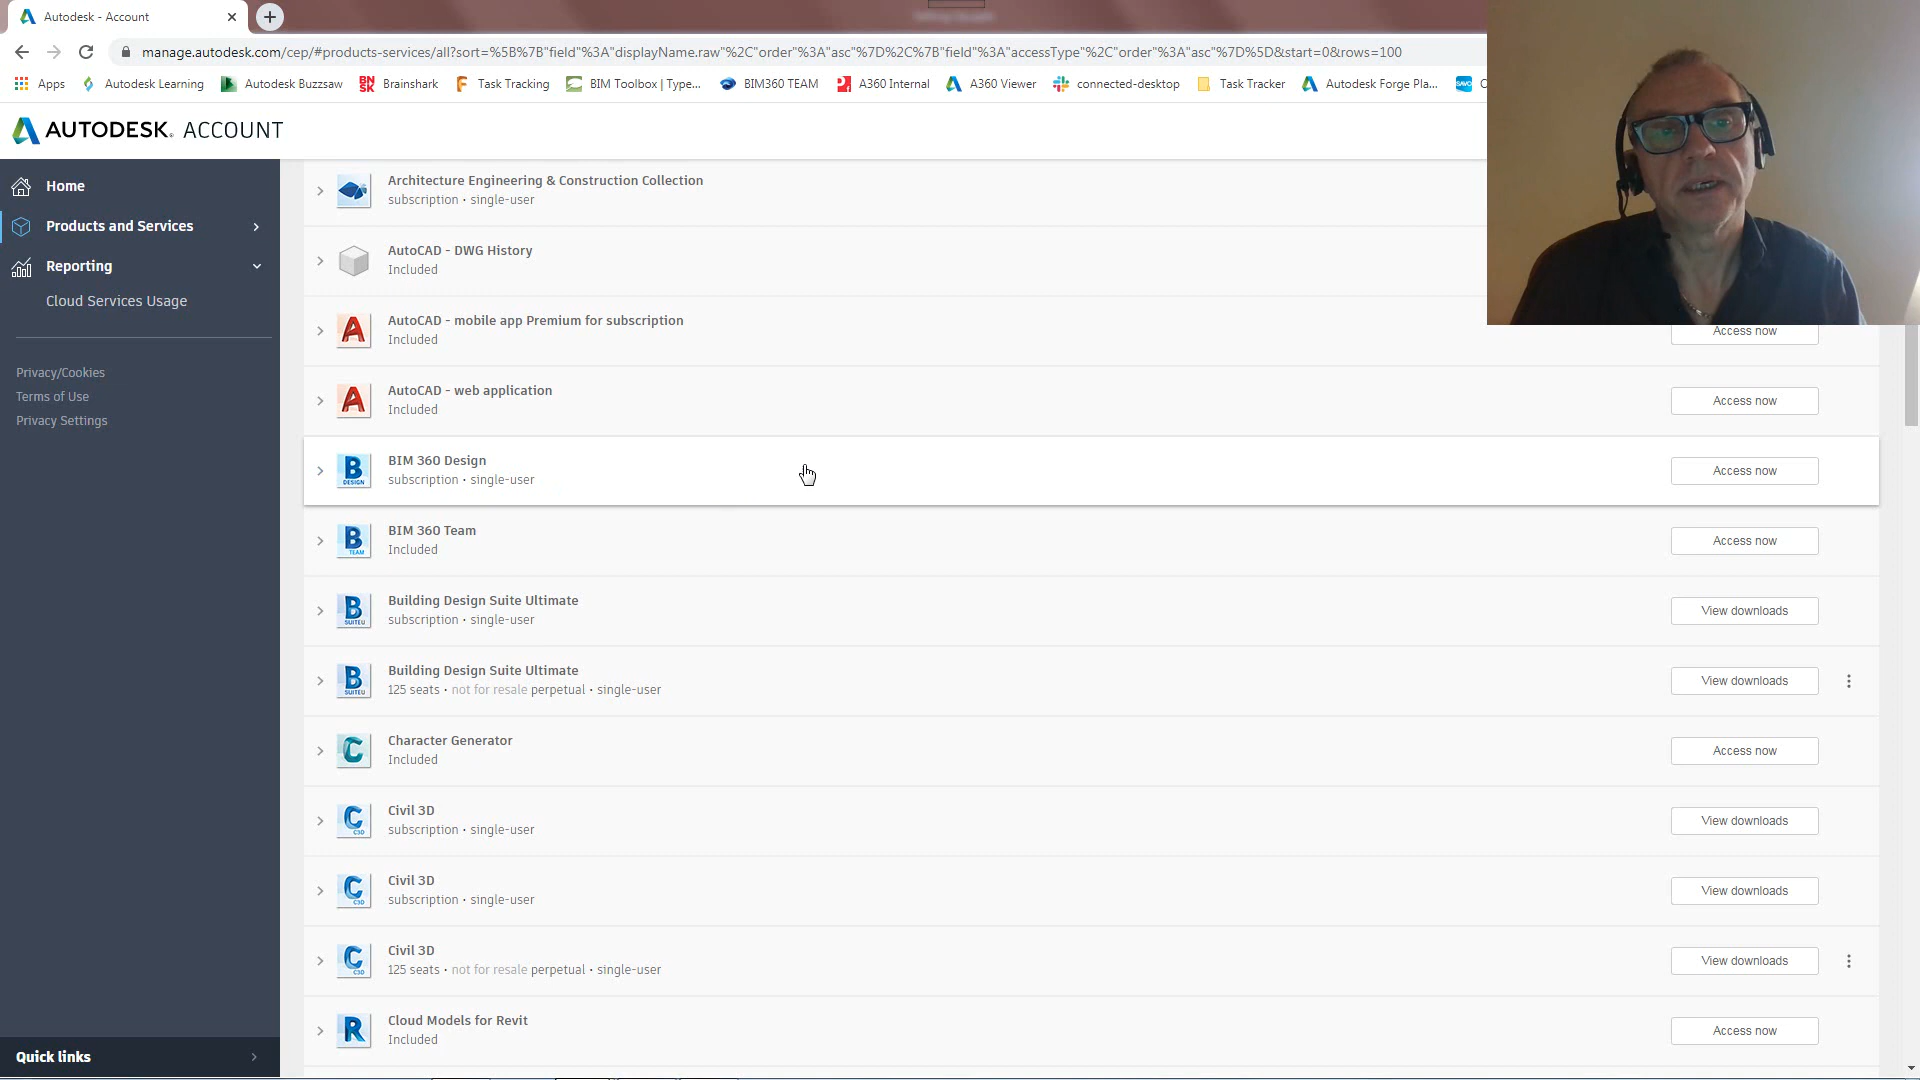 Autodesk - Account
manage.autodesk.com/cep/#products-services/all?sort=%5B%7B"field"%3A"displayName.raw"%2C"order"%3A"asc"%7D%2C%7B"field"%3A"accessType"%2C"order"%3A"asc"%7D%5D&start=0&rows=100
Apps Autodesk Learning Autodesk Buzzsaw Brainshark Task Tracking BIM Toolbox | Type... BIM360 TEAM A360 Internal A360 Viewer connected-desktop Task Tracker Autodesk Forge Pla...
AUTODESK. ACCOUNT
Home
Products and Services
Reporting
Cloud Services Usage
Privacy/Cookies
Terms of Use
Privacy Settings
Quick links
Architecture Engineering & Construction Collection
subscription • single-user
AutoCAD - DWG History
Included
AutoCAD - mobile app Premium for subscription
Included
Access now
AutoCAD - web application
Included
Access now
BIM 360 Design
subscription • single-user
Access now
BIM 360 Team
Included
Access now
Building Design Suite Ultimate
subscription • single-user
View downloads
Building Design Suite Ultimate
125 seats • not for resale perpetual • single-user
View downloads
Character Generator
Included
Access now
Civil 3D
subscription • single-user
View downloads
Civil 3D
subscription • single-user
View downloads
Civil 3D
125 seats • not for resale perpetual • single-user
View downloads
Cloud Models for Revit
Included
Access now